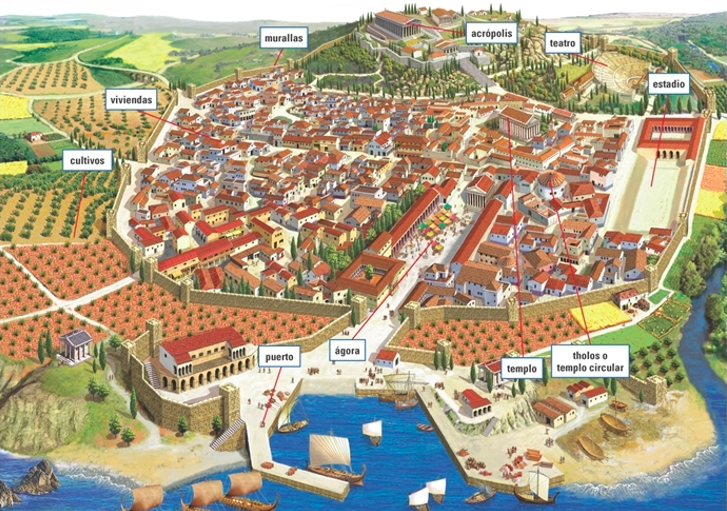 acrópolis
murallas
teatro
estadio
viviendas
cultivos
puerto
ágora
templo
tholos o
templo circular